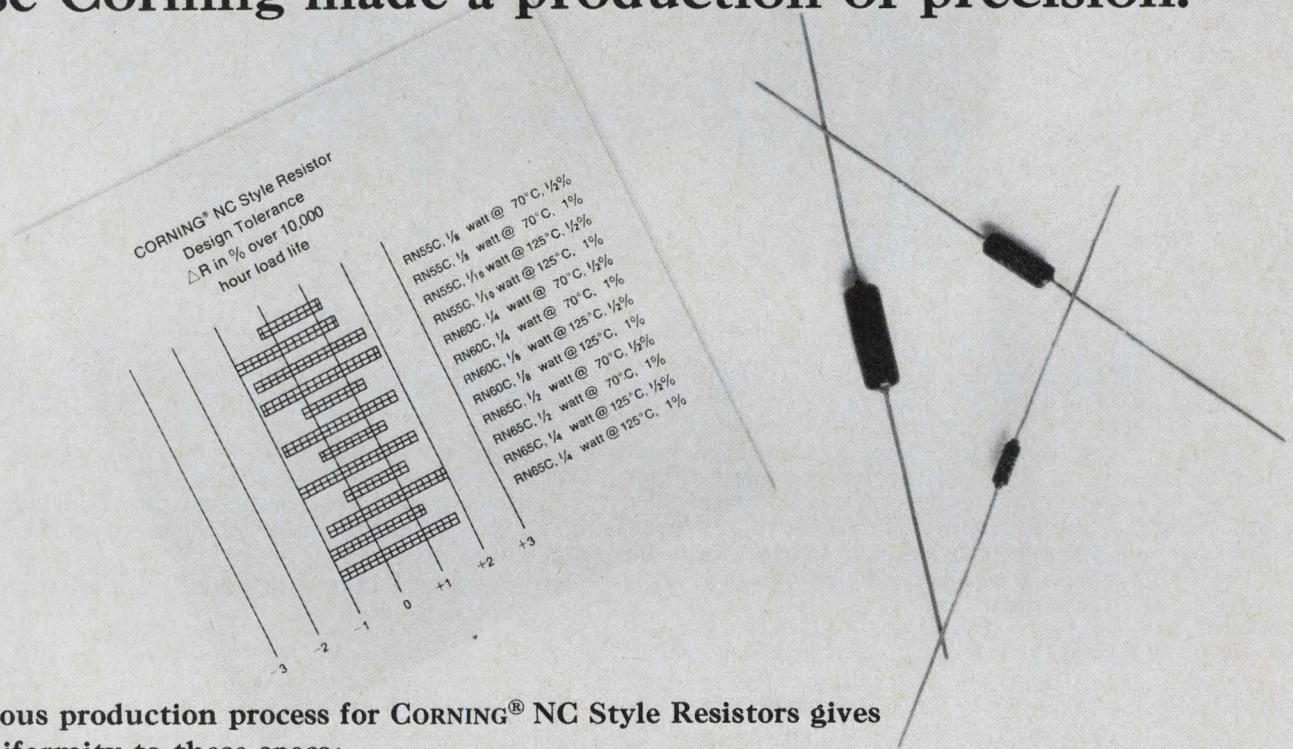 se Corning made a production of precision.
CORNING® NC Style Resistor
Design Tolerance
△R in % over 10,000
hour load life
RN55C, 1/8 watt @ 70°C, 1/2%
RN55C, 1/8 watt @ 70°C, 1%
RN55C, 1/10 watt @ 125°C, 1/2%
RN55C, 1/10 watt @ 125°C, 1%
RN60C, 1/4 watt @ 70°C, 1/2%
RN60C, 1/4 watt @ 70°C, 1%
RN60C, 1/8 watt @ 125°C, 1/2%
RN60C, 1/8 watt @ 125°C, 1%
RN65C, 1/2 watt @ 70°C, 1/2%
RN65C, 1/2 watt @ 70°C, 1%
RN65C, 1/4 watt @ 125°C, 1/2%
RN65C, 1/4 watt @ 125°C, 1%
-3 -2 -1 0 +1 +2 +3
ous production process for CORNING® NC Style Resistors gives
iformity to these specs: